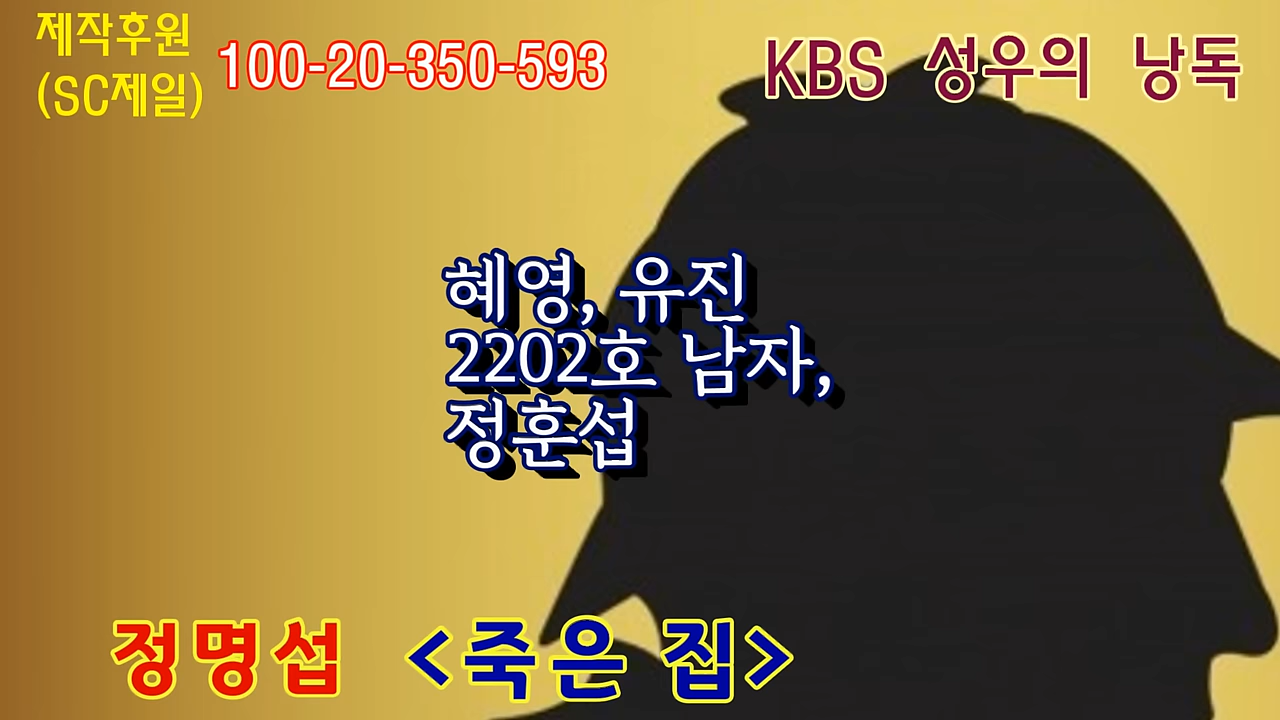 제작후원
(SC제일)
100-20-350-593
KBS 성우의 낭독
혜영, 유진
2202호 남자,
정훈섭
정명섭 <죽은 집>